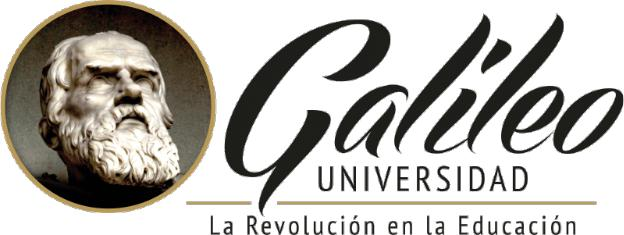 Galileo
UNIVERSIDAD
La Revolución en la Educación